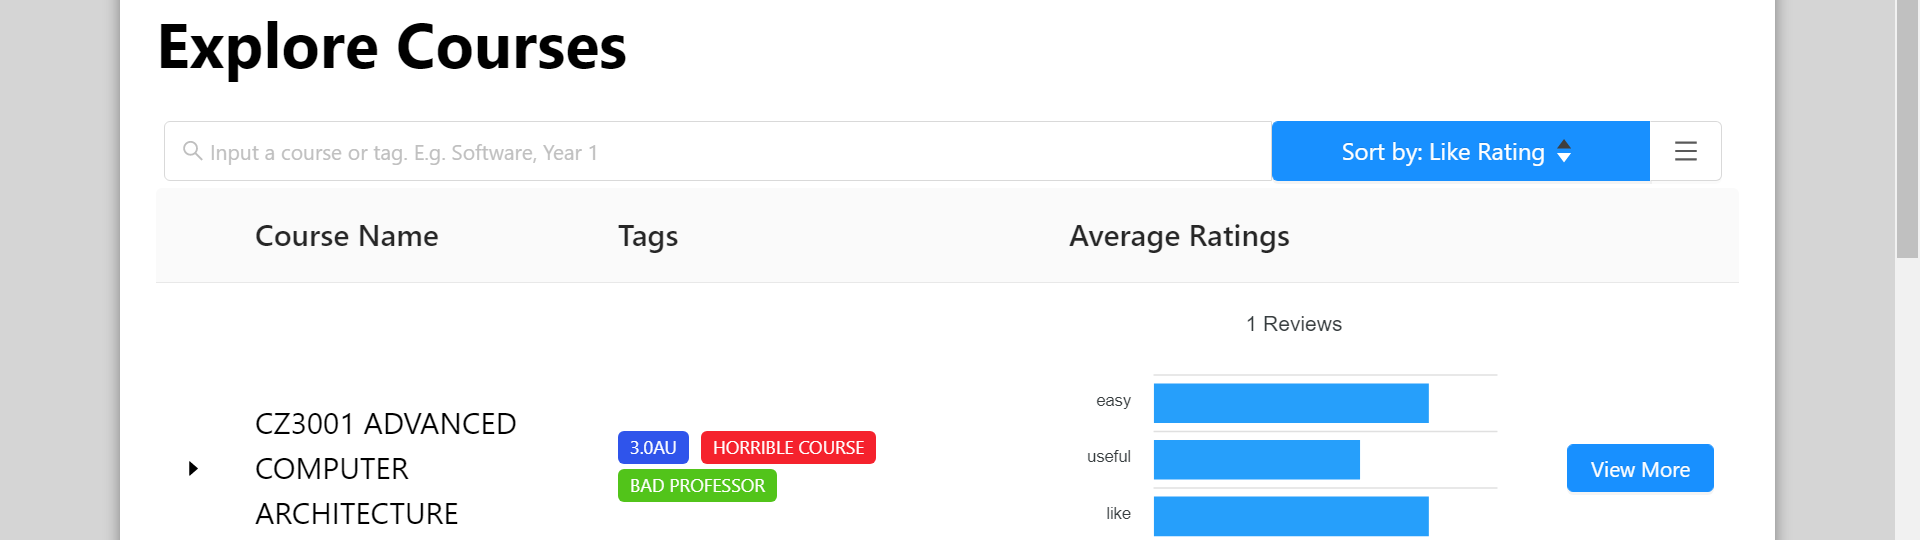 Explore Courses
Input a course or tag. E.g. Software, Year 1
Sort by: Like Rating
Course Name
Tags
Average Ratings
1 Reviews
CZ3001 ADVANCED
COMPUTER
ARCHITECTURE
3.0AU
HORRIBLE COURSE
BAD PROFESSOR
easy
useful
like
View More